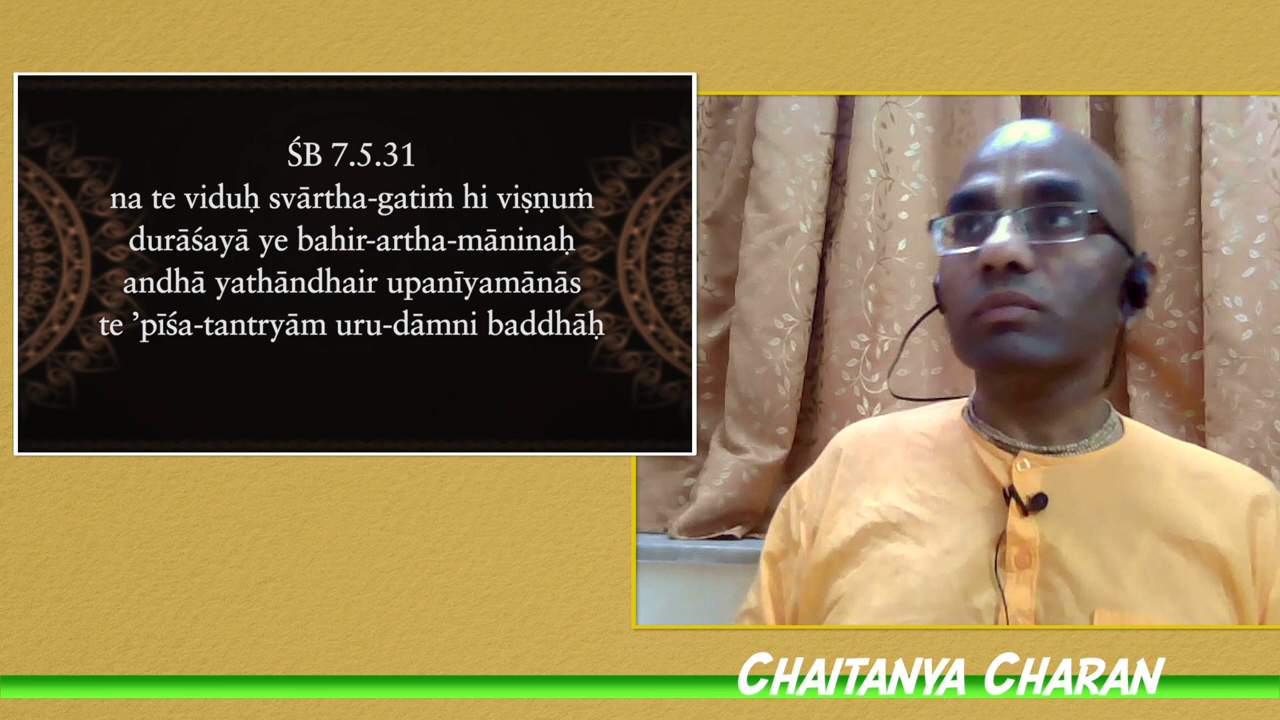 ŚB 7.5.31
na te viduḥ svārtha-gatiṁ hi viṣṇuṁ
durāśayā ye bahir-artha-māninaḥ
andhā yathāndhair upanīyamānās
te ’pīśa-tantryām uru-dāmni baddhāḥ
CHAITANYA CHARAN